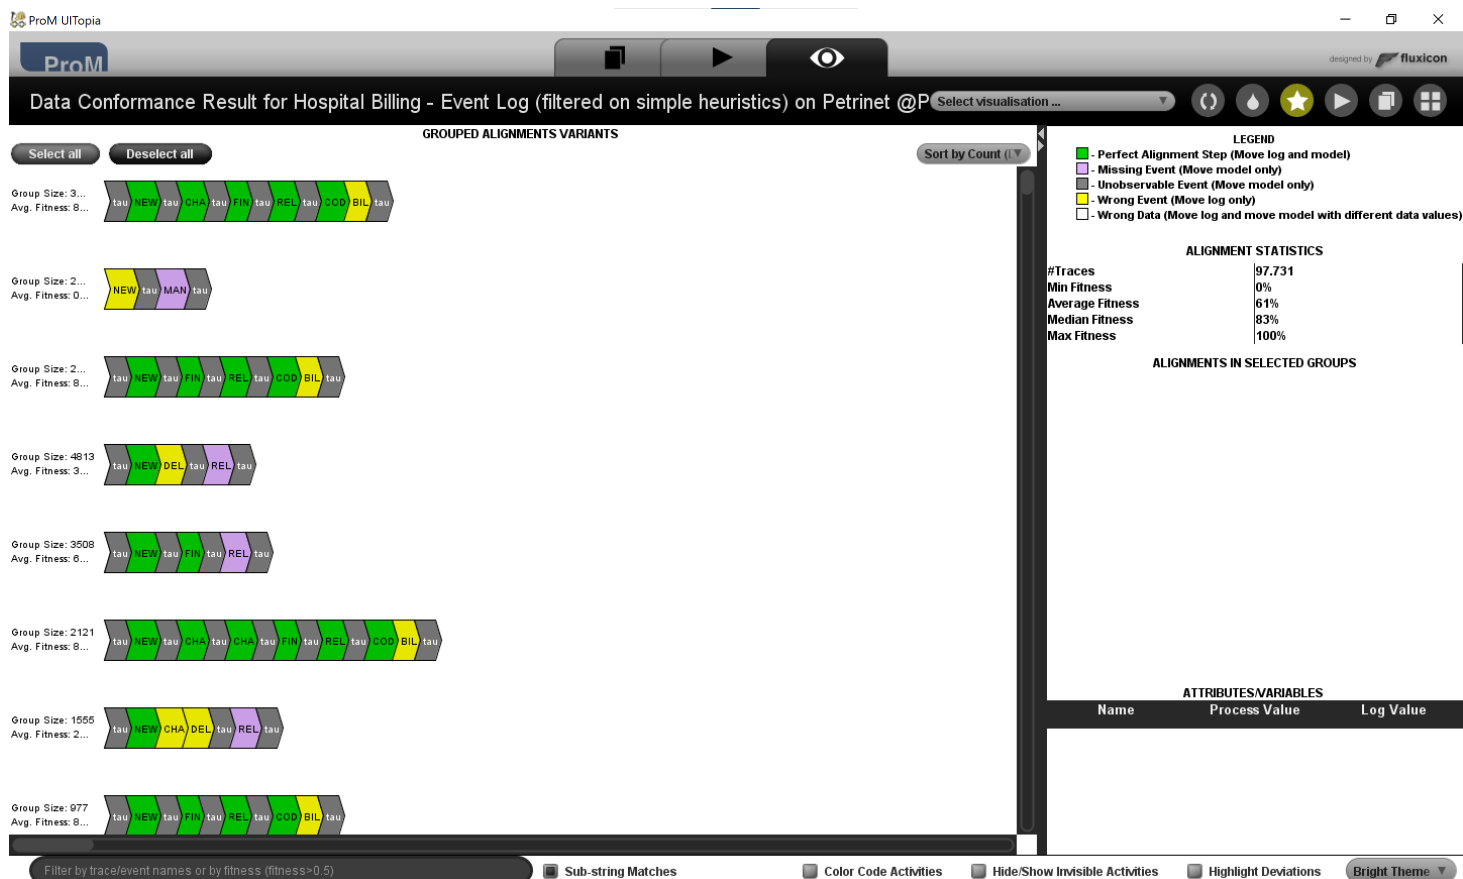 ProM UITopia
ProM
designed by fluxicon
Data Conformance Result for Hospital Billing - Event Log (filtered on simple heuristics) on Petrinet @P
Select visualisation ...
GROUPED ALIGNMENTS VARIANTS
Select all
Deselect all
Sort by Count (
Group Size: 3...
Avg. Fitness: 8...
tau NEW tau CHA tau FIN tau REL tau COD BIL tau
Group Size: 2...
Avg. Fitness: 0...
NEW tau MAN tau
Group Size: 2...
Avg. Fitness: 8...
tau NEW tau FIN tau REL tau COD BIL tau
Group Size: 4813
Avg. Fitness: 3...
tau NEW DEL tau REL tau
Group Size: 3508
Avg. Fitness: 6...
tau NEW tau FIN tau REL tau
Group Size: 2121
Avg. Fitness: 8...
tau NEW tau CHA tau CHA tau FIN tau REL tau COD BIL tau
Group Size: 1555
Avg. Fitness: 2...
tau NEW CHA DEL tau REL tau
Group Size: 977
Avg. Fitness: 8...
tau NEW tau FIN tau REL tau COD BIL tau
LEGEND
- Perfect Alignment Step (Move log and model)
- Missing Event (Move model only)
- Unobservable Event (Move model only)
- Wrong Event (Move log only)
- Wrong Data (Move log and move model with different data values)
ALIGNMENT STATISTICS
#Traces 97.731
Min Fitness 0%
Average Fitness 61%
Median Fitness 83%
Max Fitness 100%
ALIGNMENTS IN SELECTED GROUPS
ATTRIBUTES/VARIABLES
Name Process Value Log Value
Filter by trace/event names or by fitness (fitness>0.5)
Sub-string Matches
Color Code Activities
Hide/Show Invisible Activities
Highlight Deviations
Bright Theme